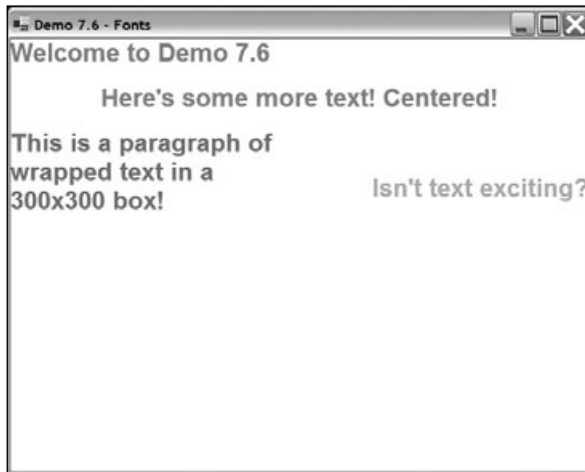 Demo 7.6 - Fonts
Welcome to Demo 7.6
Here's some more text! Centered!
This is a paragraph of
wrapped text in a
300x300 box!
Isn't text exciting?